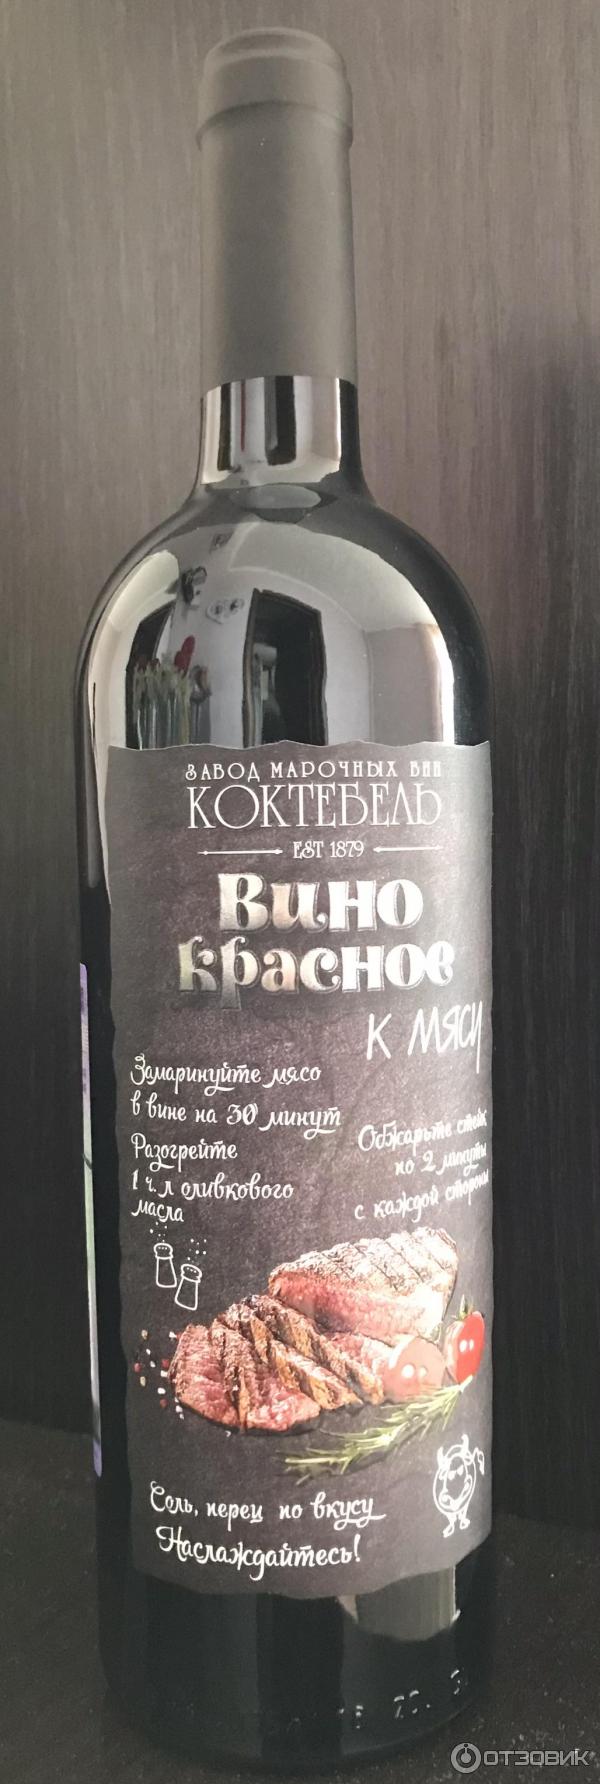 ЗАВОД МАРОЧНЫХ ВИН
КОКТЕБЕЛЬ
EST 1879
Вино
красное
к мясу
Замаринуйте мясо
в вине на 30 минут
Разогрейте
1 ч.л оливкового
масла
Обжарьте стейк
по 2 минуты
с каждой стороны
Соль, перец по вкусу
Наслаждайтесь!
ОТЗОВИК